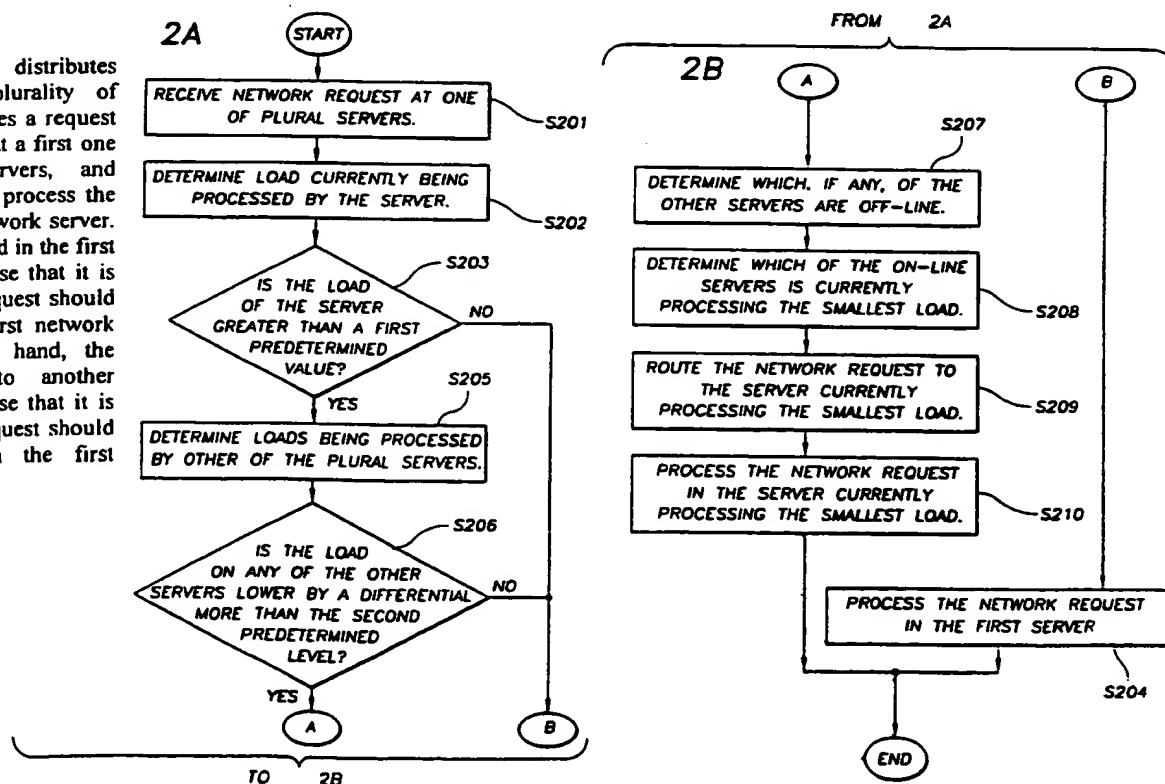 distributes
plurality of
es a request
t a first one
rvers, and
process the
work server.
d in the first
se that it is
quest should
rst network
hand, the
to another
se that it is
quest should
the first
2A
START
RECEIVE NETWORK REQUEST AT ONE
OF PLURAL SERVERS.
S201
DETERMINE LOAD CURRENTLY BEING
PROCESSED BY THE SERVER.
S202
S203
IS THE LOAD
OF THE SERVER
GREATER THAN A FIRST
PREDETERMINED
VALUE?
NO
YES
S205
DETERMINE LOADS BEING PROCESSED
BY OTHER OF THE PLURAL SERVERS.
S206
IS THE LOAD
ON ANY OF THE OTHER
SERVERS LOWER BY A DIFFERENTIAL
MORE THAN THE SECOND
PREDETERMINED
LEVEL?
NO
YES
A
B
TO 2B
FROM 2A
2B
A
B
S207
DETERMINE WHICH, IF ANY, OF THE
OTHER SERVERS ARE OFF-LINE.
DETERMINE WHICH OF THE ON-LINE
SERVERS IS CURRENTLY
PROCESSING THE SMALLEST LOAD.
S208
ROUTE THE NETWORK REQUEST TO
THE SERVER CURRENTLY
PROCESSING THE SMALLEST LOAD.
S209
PROCESS THE NETWORK REQUEST
IN THE SERVER CURRENTLY
PROCESSING THE SMALLEST LOAD.
S210
PROCESS THE NETWORK REQUEST
IN THE FIRST SERVER
S204
END